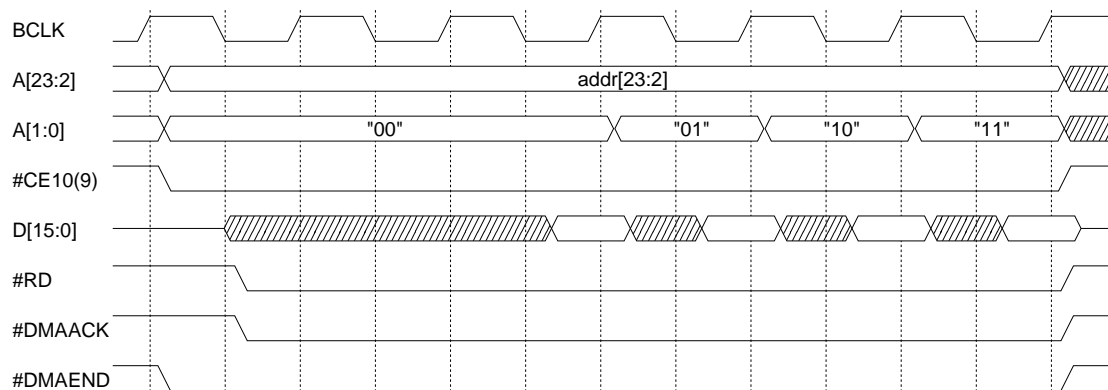 BCLK
A[23:2] addr[23:2]
A[1:0] "00" "01" "10" "11"
#CE10(9)
D[15:0]
#RD
#DMAACK
#DMAEND